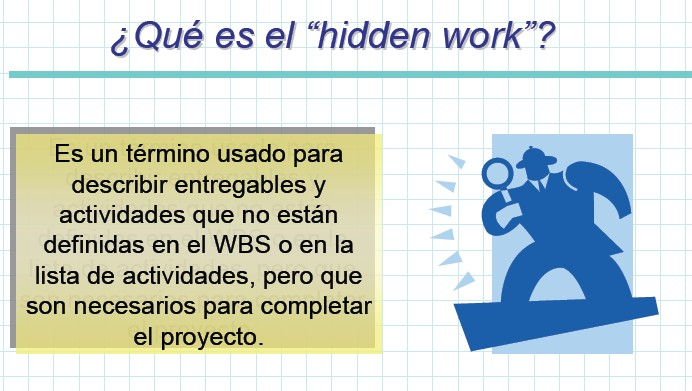 ¿Qué es el “hidden work”?
Es un término usado para
describir entregables y
actividades que no están
definidas en el WBS o en la
lista de actividades, pero que
son necesarios para completar
el proyecto.